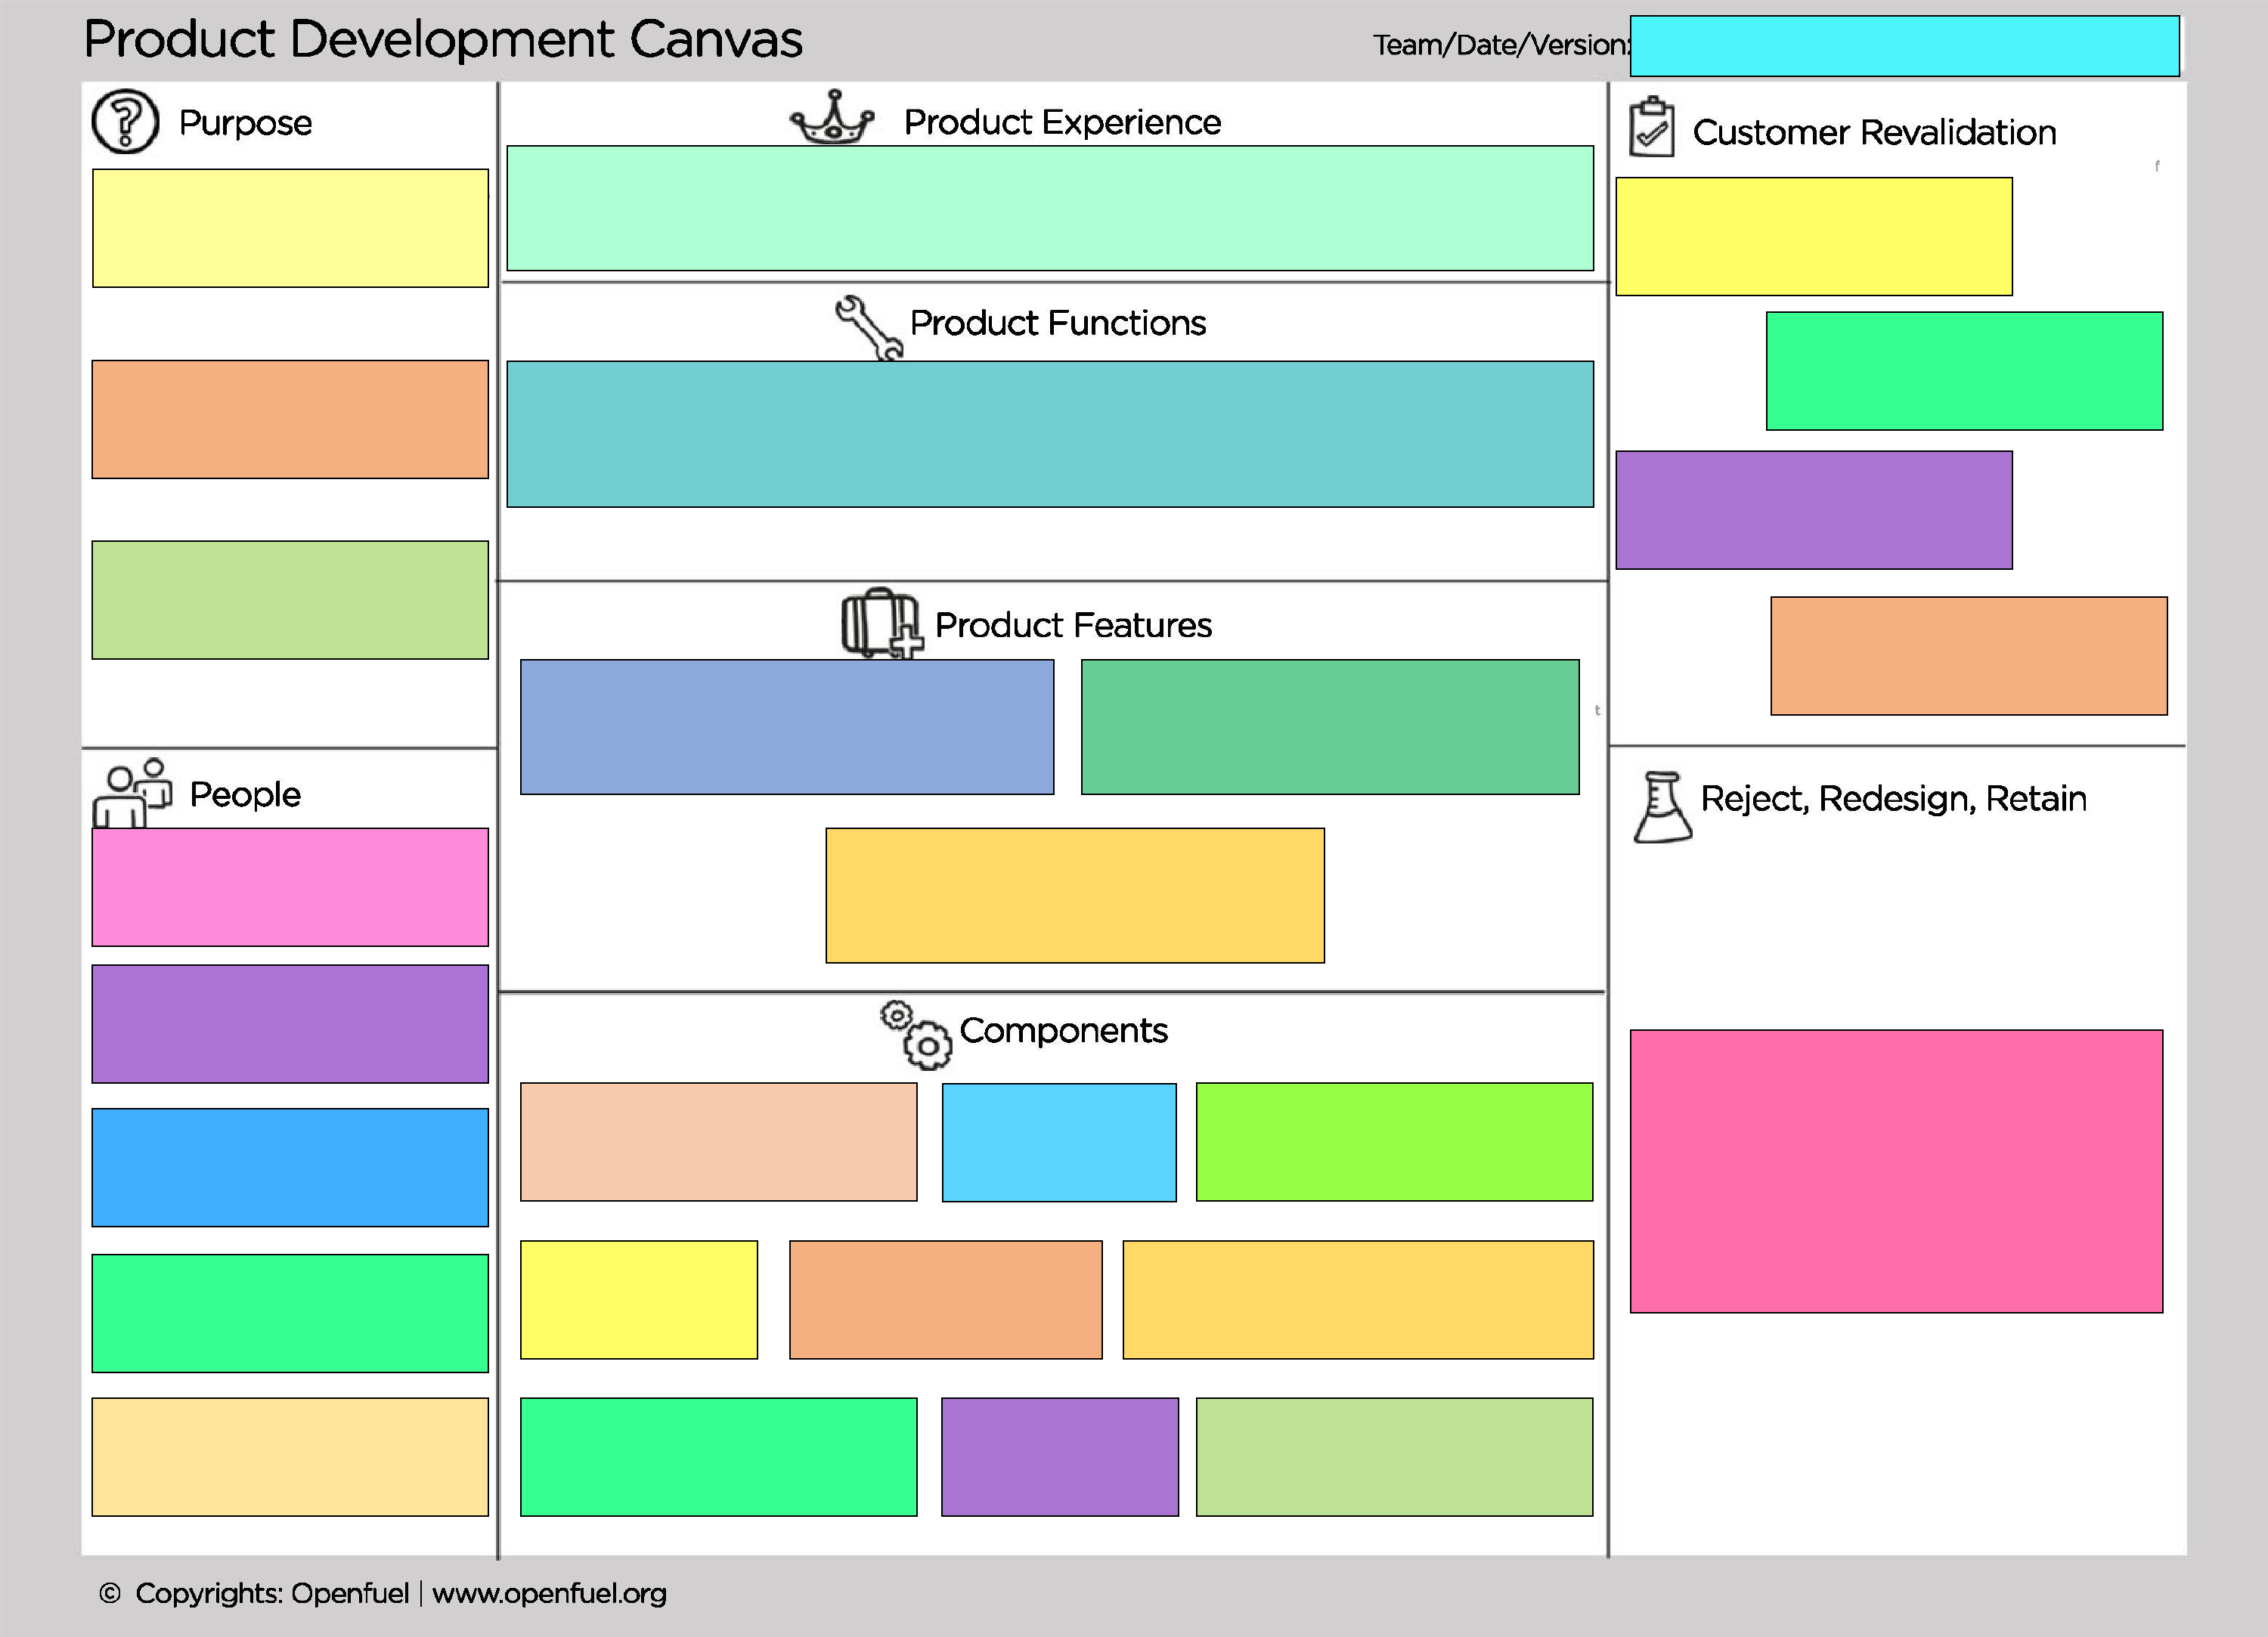 Product Development Canvas
Team/Date/Version:
Purpose
Product Experience
Customer Revalidation
f
Product Functions
Product Features
t
People
Reject, Redesign, Retain
Components
© Copyrights: Openfuel | www.openfuel.org